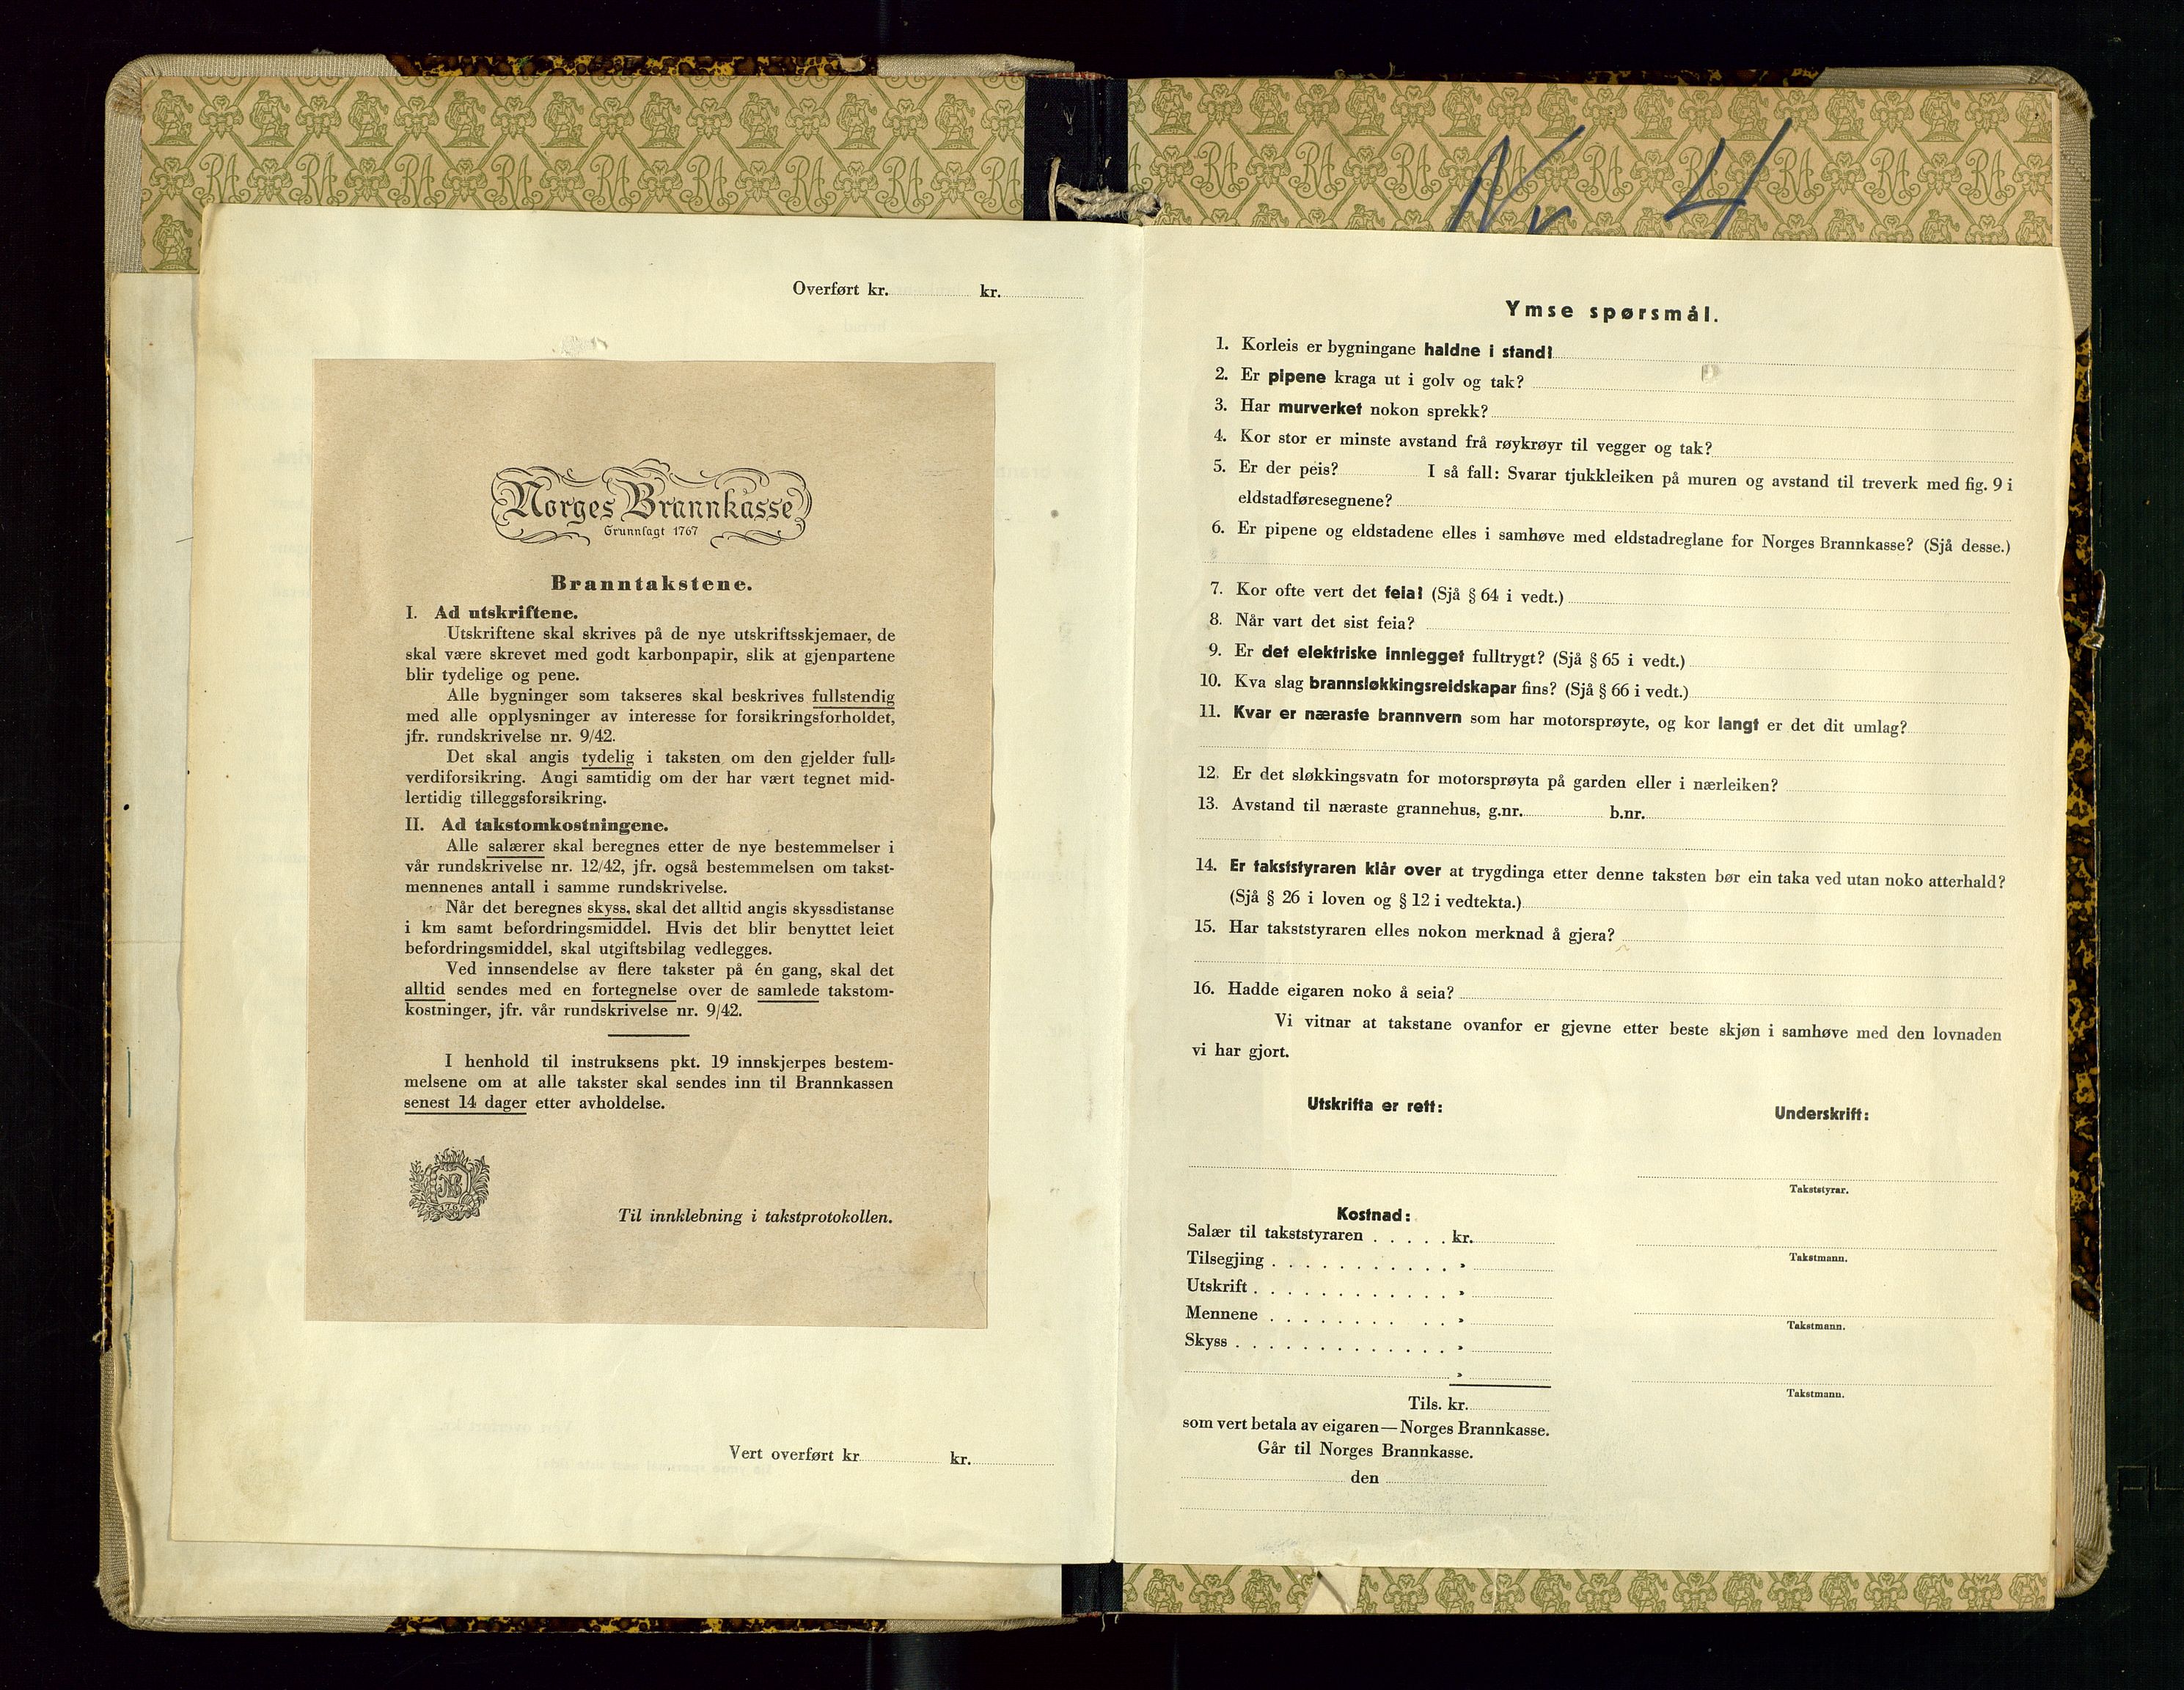 Overført kr. kr.
Norges Brannkasse
Grunnlagt 1767
Branntakstene.
I. Ad utskriftene.
Utskriftene skal skrives på de nye utskriftsskjemaer, de
skal være skrevet med godt karbonpapir, slik at gjenpartene
blir tydelige og pene.
Alle bygninger som takseres skal beskrives fullstendig
med alle opplysninger av interesse for forsikringsforholdet,
jfr. rundskrivelse nr. 9/42.
Det skal angis tydelig i taksten om den gjelder full-
verdiforsikring. Angi samtidig om der har vært tegnet mid-
lertidig tilleggsforsikring.
II. Ad takstomkostningene.
Alle salærer skal beregnes etter de nye bestemmelser i
vår rundskrivelse nr. 12/42, jfr. også bestemmelsen om takst-
mennenes antall i samme rundskrivelse.
Når det beregnes skyss, skal det alltid angis skyssdistanse
i km samt befordringsmiddel. Hvis det blir benyttet leiet
befordringsmiddel, skal utgiftsbilag vedlegges.
Ved innsendelse av flere takster på én gang, skal det
alltid sendes med en fortegnelse over de samlede takstom-
kostninger, jfr. vår rundskrivelse nr. 9/42.
I henhold til instruksens pkt. 19 innskjerpes bestem-
melsene om at alle takster skal sendes inn til Brannkassen
senest 14 dager etter avholdelse.
NB
1767
Til innklebning i takstprotokollen.
Vert overført kr kr.
Nr 4
Ymse spørsmål.
1. Korleis er bygningane haldne i stand?
2. Er pipene kraga ut i golv og tak?
3. Har murverket nokon sprekk?
4. Kor stor er minste avstand frå røykrøyr til vegger og tak?
5. Er der peis? I så fall: Svarar tjukkleiken på muren og avstand til treverk med fig. 9 i
eldstadføresegnene?
6. Er pipene og eldstadene elles i samhøve med eldstadreglane for Norges Brannkasse? (Sjå desse.)
7. Kor ofte vert det feia? (Sjå § 64 i vedt.)
8. Når vart det sist feia?
9. Er det elektriske innlegget fulltrygt? (Sjå § 65 i vedt.)
10. Kva slag brannsløkkingsreidskapar fins? (Sjå § 66 i vedt.)
11. Kvar er næraste brannvern som har motorsprøyte, og kor langt er det dit umlag?
12. Er det sløkkingsvatn for motorsprøyta på garden eller i nærleiken?
13. Avstand til næraste grannehus, g.nr. b.nr.
14. Er takststyraren klår over at trygdinga etter denne taksten bør ein taka ved utan noko atterhald?
(Sjå § 26 i loven og § 12 i vedtekta.)
15. Har takststyraren elles nokon merknad å gjera?
16. Hadde eigaren noko å seia?
Vi vitnar at takstane ovanfor er gjevne etter beste skjøn i samhøve med den lovnaden
vi har gjort.
Utskrifta er rett:
Underskrift:
Takststyrar.
Kostnad:
Salær til takststyraren . . . . . kr.
Takstmann.
Tilsegjing . . . . . . . . . . . »
Utskrift . . . . . . . . . . . . »
Mennene . . . . . . . . . . »
Takstmann.
Skyss . . . . . . . . . . . . . »
»
Takstmann.
Tils. kr.
som vert betala av eigaren — Norges Brannkasse.
Går til Norges Brannkasse.
den